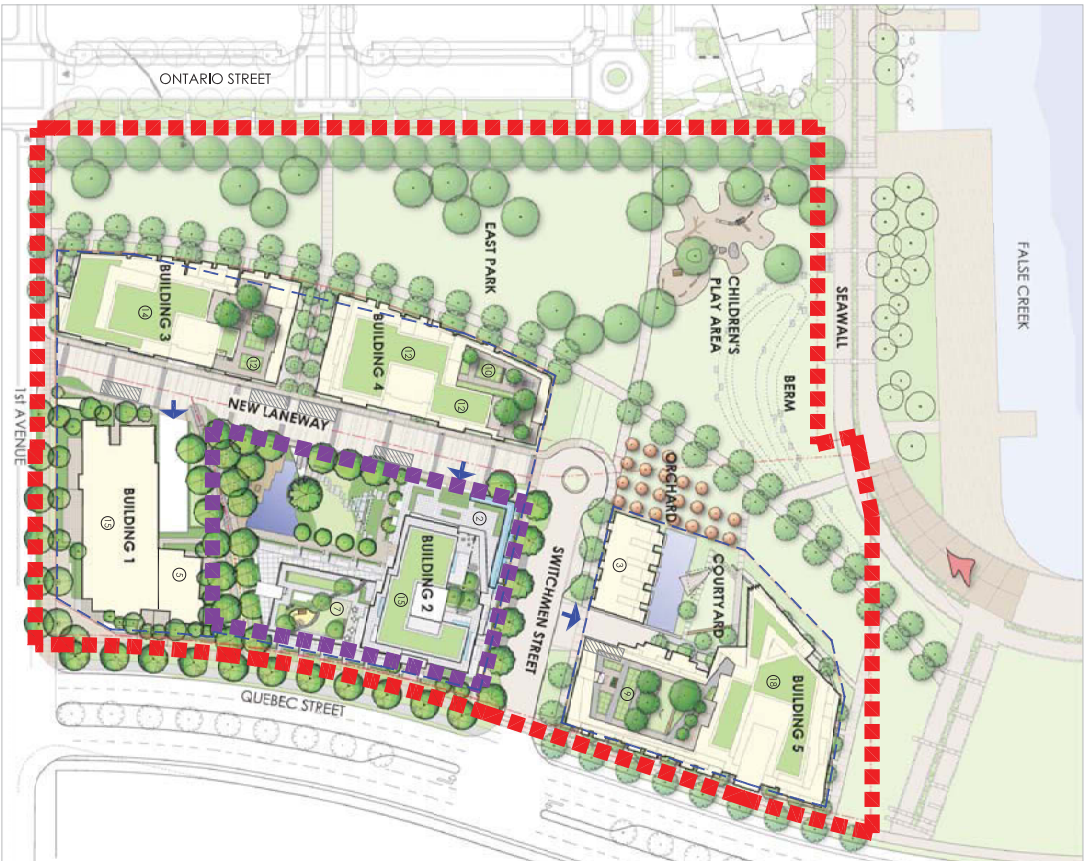 ONTARIO STREET
FALSE CREEK
SEAWALL
EAST PARK
CHILDREN'S
PLAY AREA
BERM
BUILDING 3
14
12
BUILDING 4
12
10
12
NEW LANEWAY
1st AVENUE
ORCHARD
BUILDING 1
15
5
BUILDING 2
2
15
7
SWITCHMEN STREET
3
COURTYARD
BUILDING 5
18
9
QUEBEC STREET